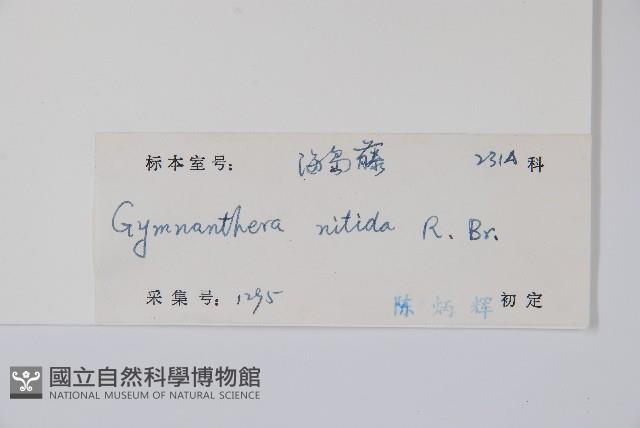 标本室号: 海岛藤 231A 科
Gymnanthera nitida R. Br.
采集号: 1295 陈炳辉 初定
國立自然科學博物館
NATIONAL MUSEUM OF NATURAL SCIENCE